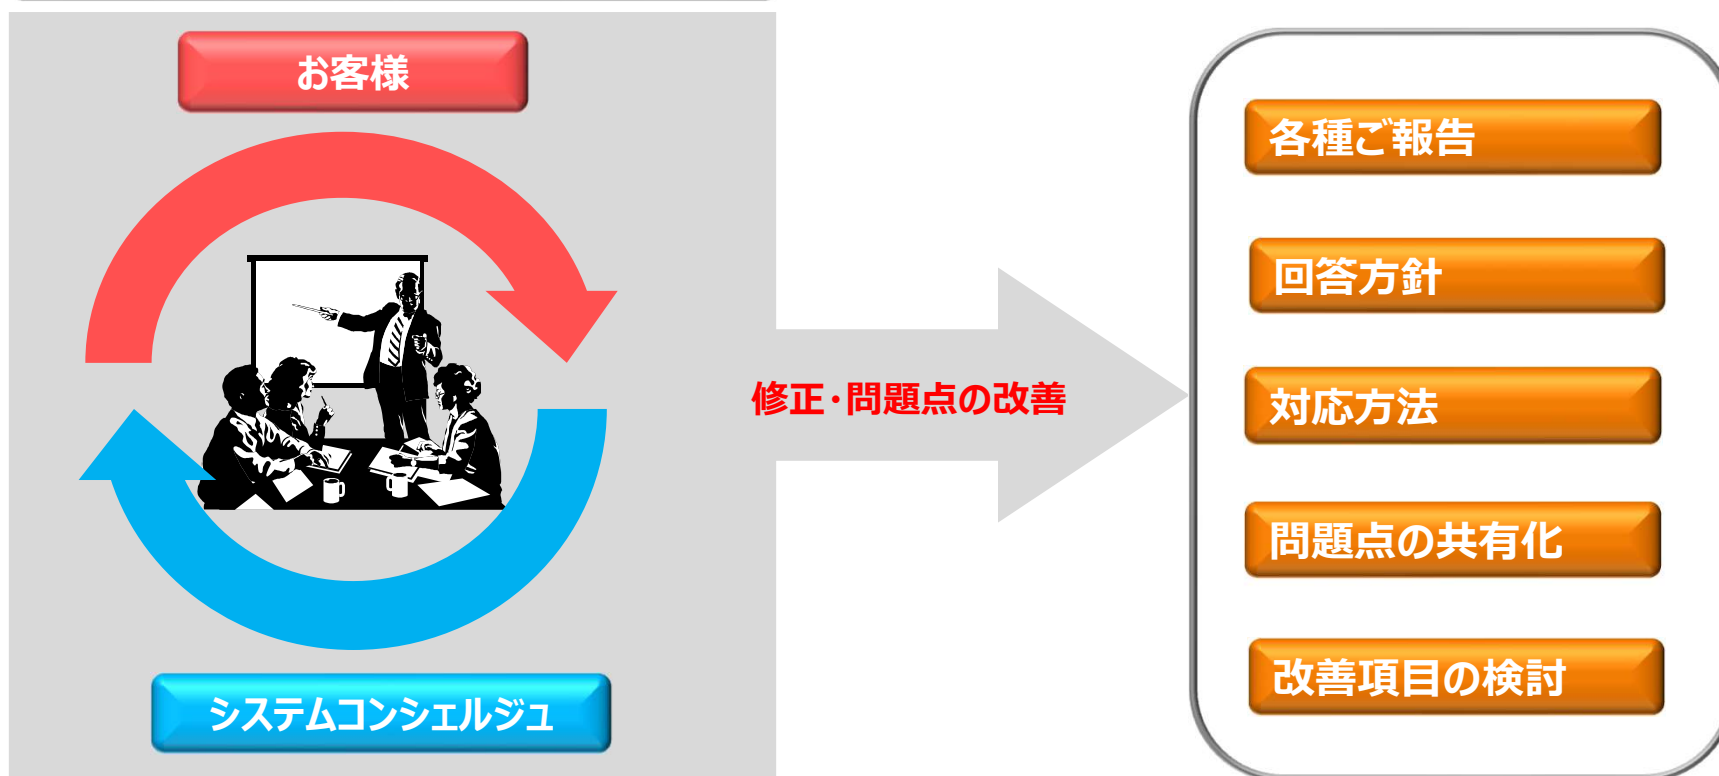 お客様
システムコンシェルジュ
修正・問題点の改善
各種ご報告
回答方針
対応方法
問題点の共有化
改善項目の検討